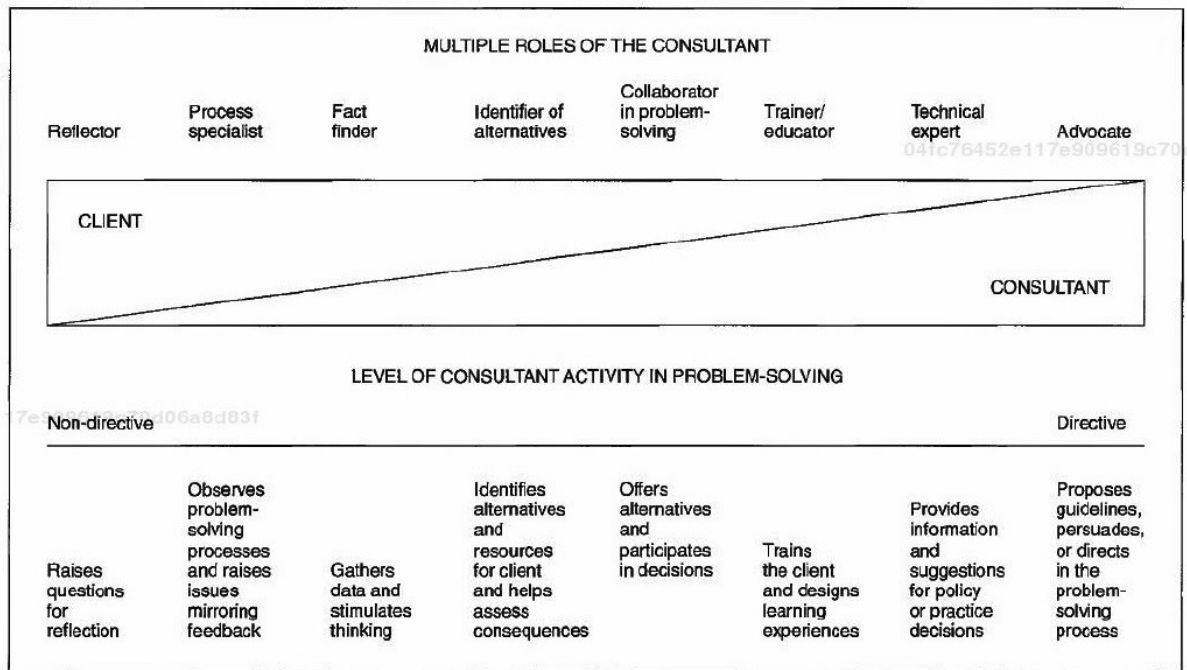 MULTIPLE ROLES OF THE CONSULTANT
Reflector
Process
specialist
Fact
finder
Identifier of
alternatives
Collaborator
in problem-
solving
Trainer/
educator
Technical
expert
Advocate
04fc76452e117e909619c70
CLIENT
CONSULTANT
LEVEL OF CONSULTANT ACTIVITY IN PROBLEM-SOLVING
Non-directive
Directive
Raises
questions
for
reflection
Observes
problem-
solving
processes
and raises
issues
mirroring
feedback
Gathers
data and
stimulates
thinking
Identifies
alternatives
and
resources
for client
and helps
assess
consequences
Offers
alternatives
and
participates
in decisions
Trains
the client
and designs
learning
experiences
Provides
information
and
suggestions
for policy
or practice
decisions
Proposes
guidelines,
persuades,
or directs
in the
problem-
solving
process